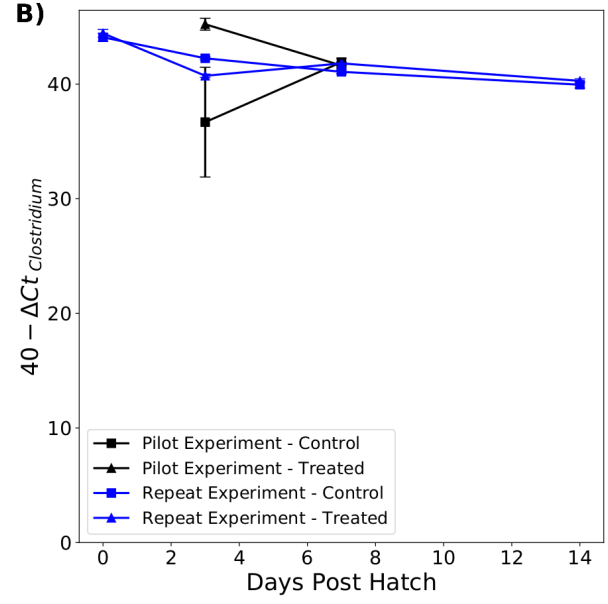 B)
40
30
20
10
0
40 − ΔCt Clostridium
Pilot Experiment - Control
Pilot Experiment - Treated
Repeat Experiment - Control
Repeat Experiment - Treated
0 2 4 6 8 10 12 14
Days Post Hatch